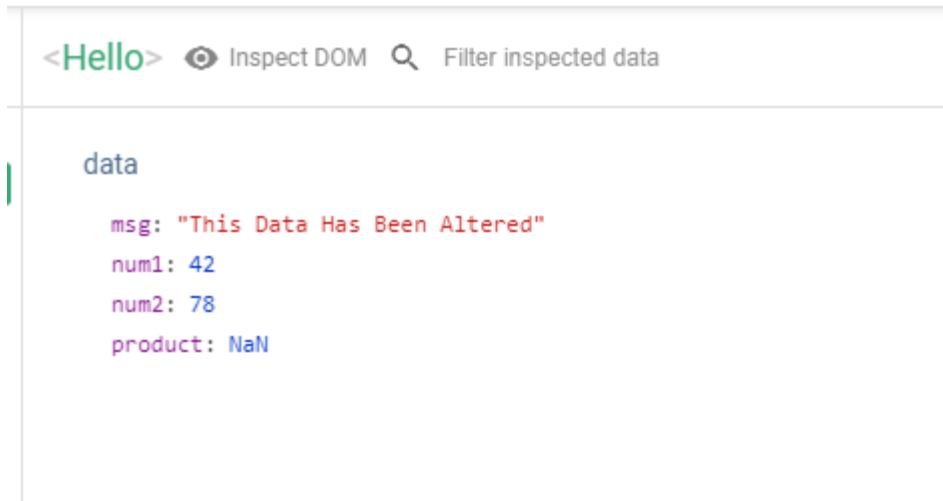 <Hello> Inspect DOM Filter inspected data
data
msg: "This Data Has Been Altered"
num1: 42
num2: 78
product: NaN